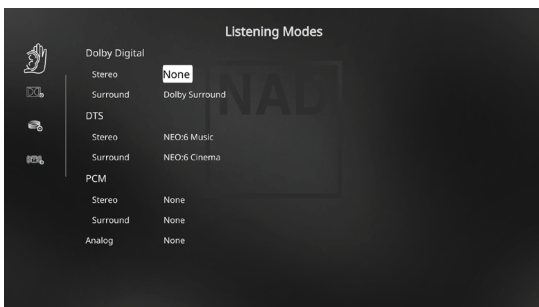 Listening Modes
Dolby Digital
Stereo None
Surround Dolby Surround
NAD
DTS
Stereo NEO:6 Music
Surround NEO:6 Cinema
PCM
Stereo None
Surround None
Analog None